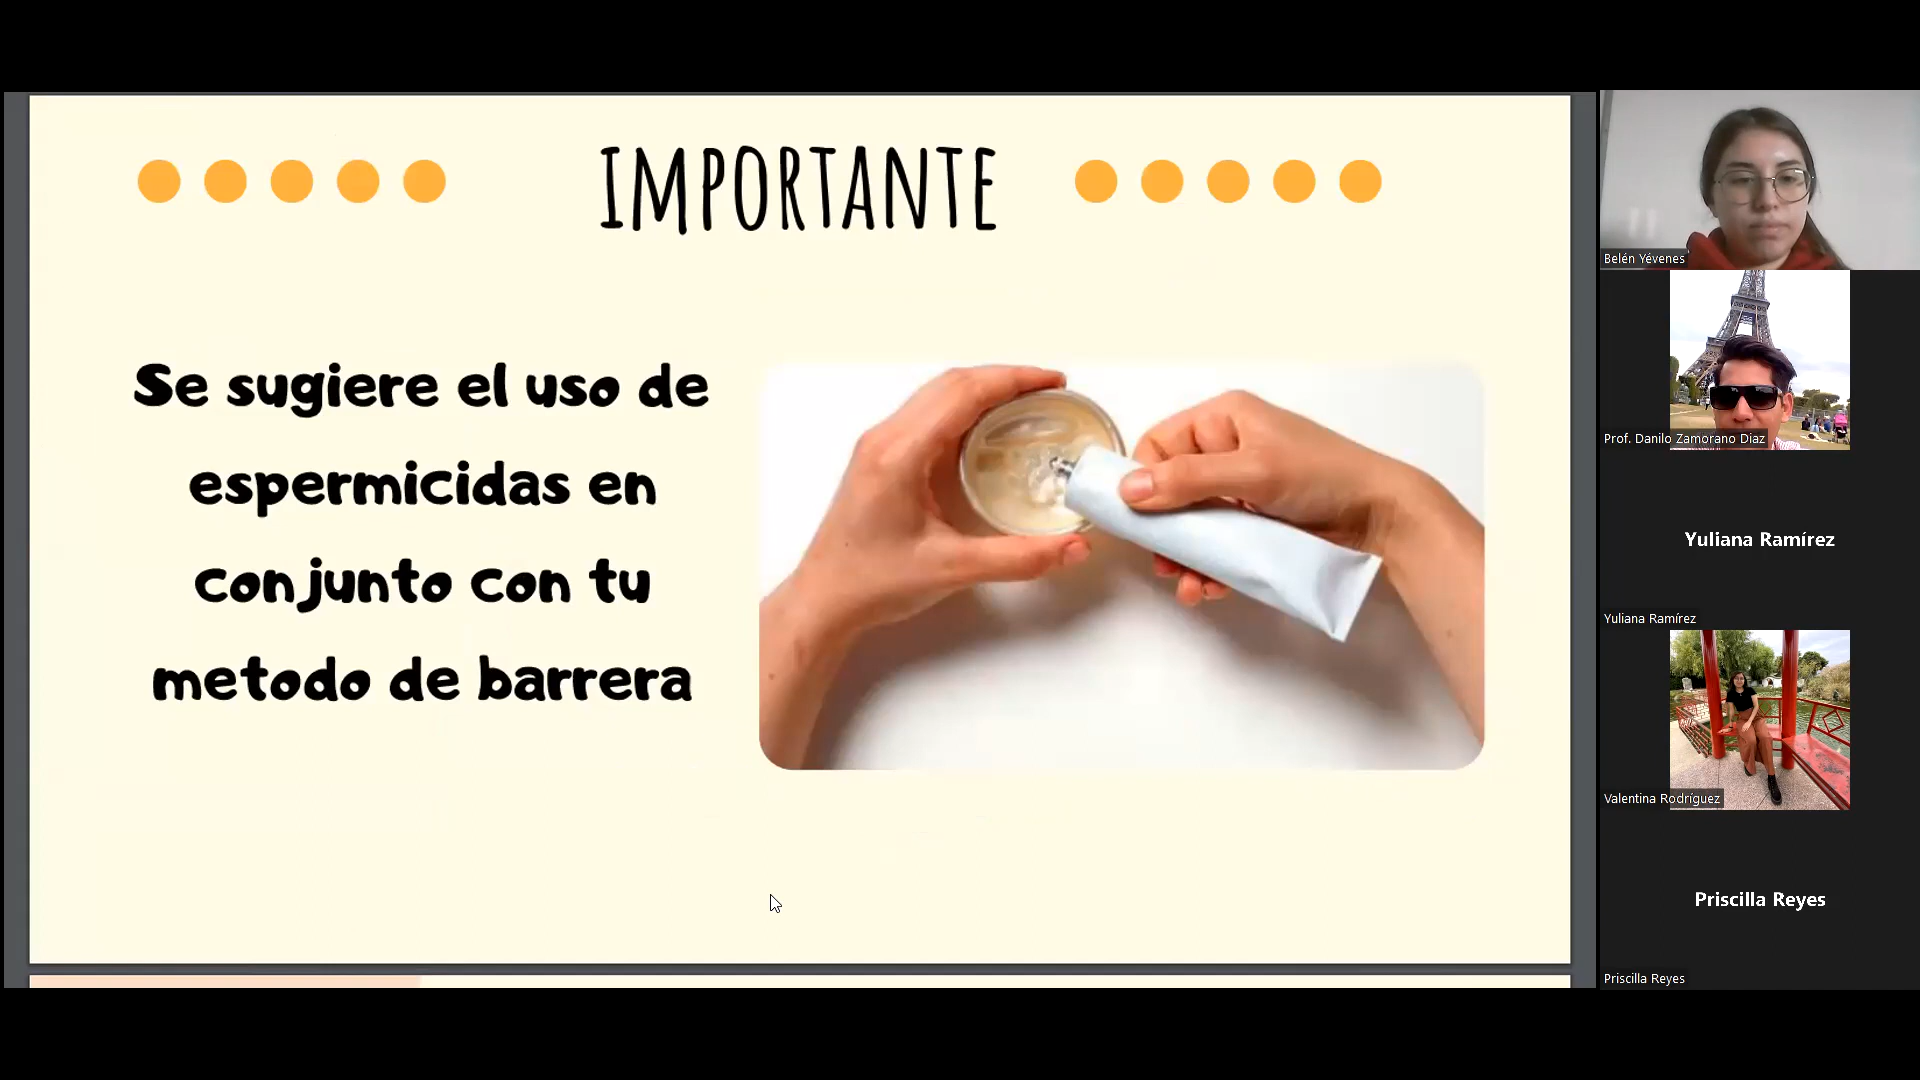 IMPORTANTE
Se sugiere el uso de
espermicidas en
conjunto con tu
metodo de barrera
Belén Yévenes
Prof. Danilo Zamorano Diaz
Yuliana Ramírez
Yuliana Ramírez
Valentina Rodríguez
Priscilla Reyes
Priscilla Reyes